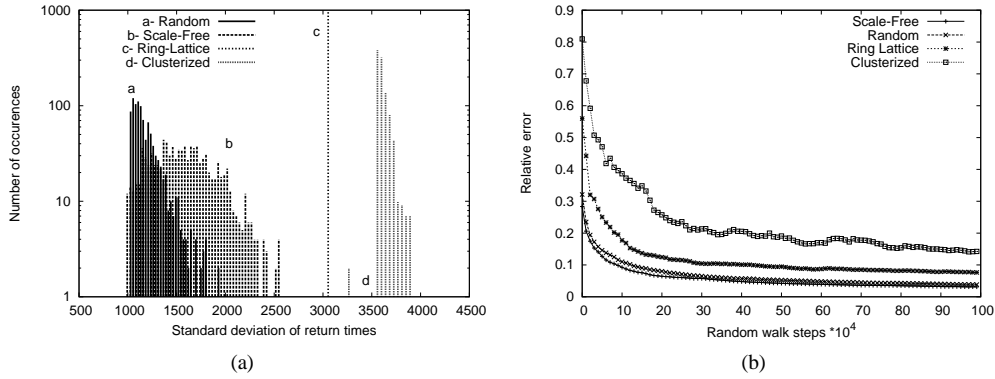 a- Random
b- Scale-Free
c- Ring-Lattice
d- Clusterized
Number of occurences
1000
100
10
1
a
b
c
d
500 1000 1500 2000 2500 3000 3500 4000 4500
Standard deviation of return times
(a)
Scale-Free
Random
Ring Lattice
Clusterized
Relative error
0.9
0.8
0.7
0.6
0.5
0.4
0.3
0.2
0.1
0
0 10 20 30 40 50 60 70 80 90 100
Random walk steps *10^4
(b)